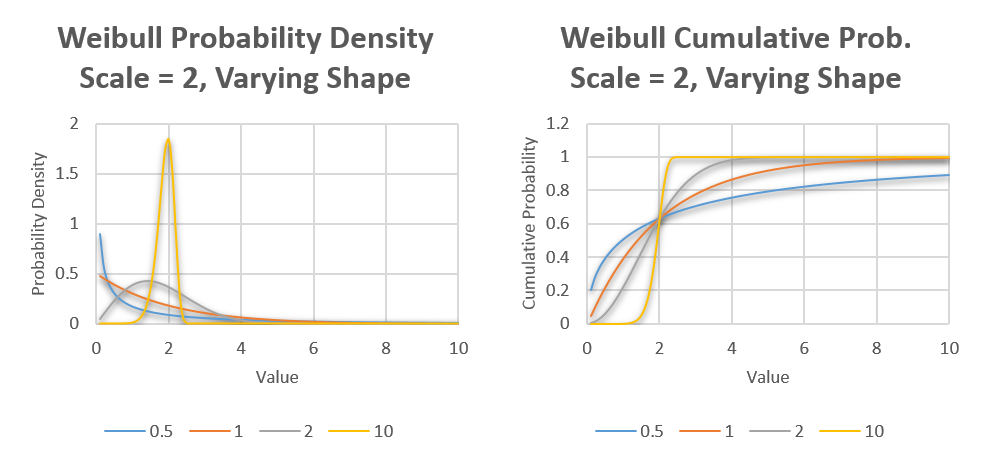 Weibull Probability Density
Scale = 2, Varying Shape
2
1.5
1
0.5
0
Probability Density
0 2 4 6 8 10
Value
0.5 1 2 10
Weibull Cumulative Prob.
Scale = 2, Varying Shape
1.2
1
0.8
0.6
0.4
0.2
0
Cumulative Probability
0 2 4 6 8 10
Value
0.5 1 2 10